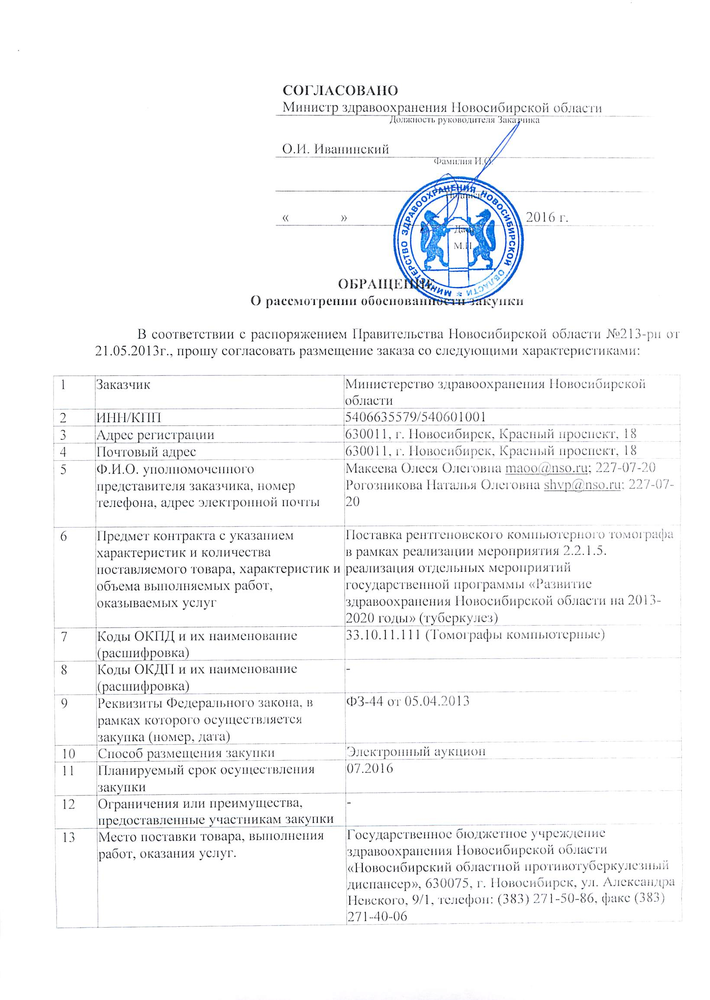 СОГЛАСОВАНО
Министр здравоохранения Новосибирской области
Должность руководителя Заказчика
О.И. Иванинский
Фамилия И.О.
Подпись
« » 2016 г.
Дата
М.П.
МИНИСТЕРСТВО ЗДРАВООХРАНЕНИЯ НОВОСИБИРСКОЙ ОБЛАСТИ *
ОБРАЩЕНИЕ
О рассмотрении обоснованности закупки
В соответствии с распоряжением Правительства Новосибирской области №213-рп от
21.05.2013г., прошу согласовать размещение заказа со следующими характеристиками:
1 Заказчик Министерство здравоохранения Новосибирской
области
2 ИНН/КПП 5406635579/540601001
3 Адрес регистрации 630011, г. Новосибирск, Красный проспект, 18
4 Почтовый адрес 630011, г. Новосибирск, Красный проспект, 18
5 Ф.И.О. уполномоченного Макеева Олеся Олеговна maoo@nso.ru; 227-07-20
представителя заказчика, номер Рогозникова Наталья Олеговна shvp@nso.ru; 227-07-
телефона, адрес электронной почты 20
6 Предмет контракта с указанием Поставка рентгеновского компьютерного томографа
характеристик и количества в рамках реализации мероприятия 2.2.1.5.
поставляемого товара, характеристик и реализация отдельных мероприятий
объема выполняемых работ, государственной программы «Развитие
оказываемых услуг здравоохранения Новосибирской области на 2013-
2020 годы» (туберкулез)
7 Коды ОКПД и их наименование 33.10.11.111 (Томографы компьютерные)
(расшифровка)
8 Коды ОКДП и их наименование -
(расшифровка)
9 Реквизиты Федерального закона, в ФЗ-44 от 05.04.2013
рамках которого осуществляется
закупка (номер, дата)
10 Способ размещения закупки Электронный аукцион
11 Планируемый срок осуществления 07.2016
закупки
12 Ограничения или преимущества, -
предоставленные участникам закупки
13 Место поставки товара, выполнения Государственное бюджетное учреждение
работ, оказания услуг. здравоохранения Новосибирской области
«Новосибирский областной противотуберкулезный
диспансер», 630075, г. Новосибирск, ул. Александра
Невского, 9/1, телефон: (383) 271-50-86, факс (383)
271-40-06